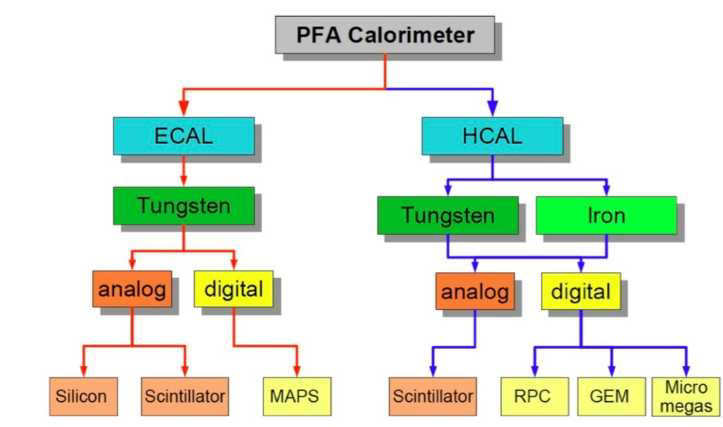 PFA Calorimeter
ECAL
HCAL
Tungsten
Tungsten
Iron
analog
digital
analog
digital
Silicon
Scintillator
MAPS
Scintillator
RPC
GEM
Micro
megas